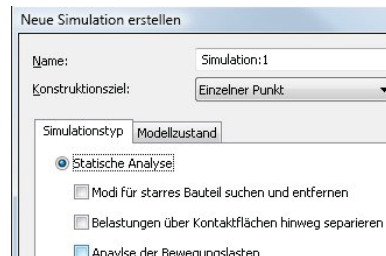 Neue Simulation erstellen
Name: Simulation:1
Konstruktionsziel: Einzelner Punkt
Simulationstyp Modellzustand
Statische Analyse
Modi für starres Bauteil suchen und entfernen
Belastungen über Kontaktflächen hinweg separieren
Anaylse der Bewegungslasten